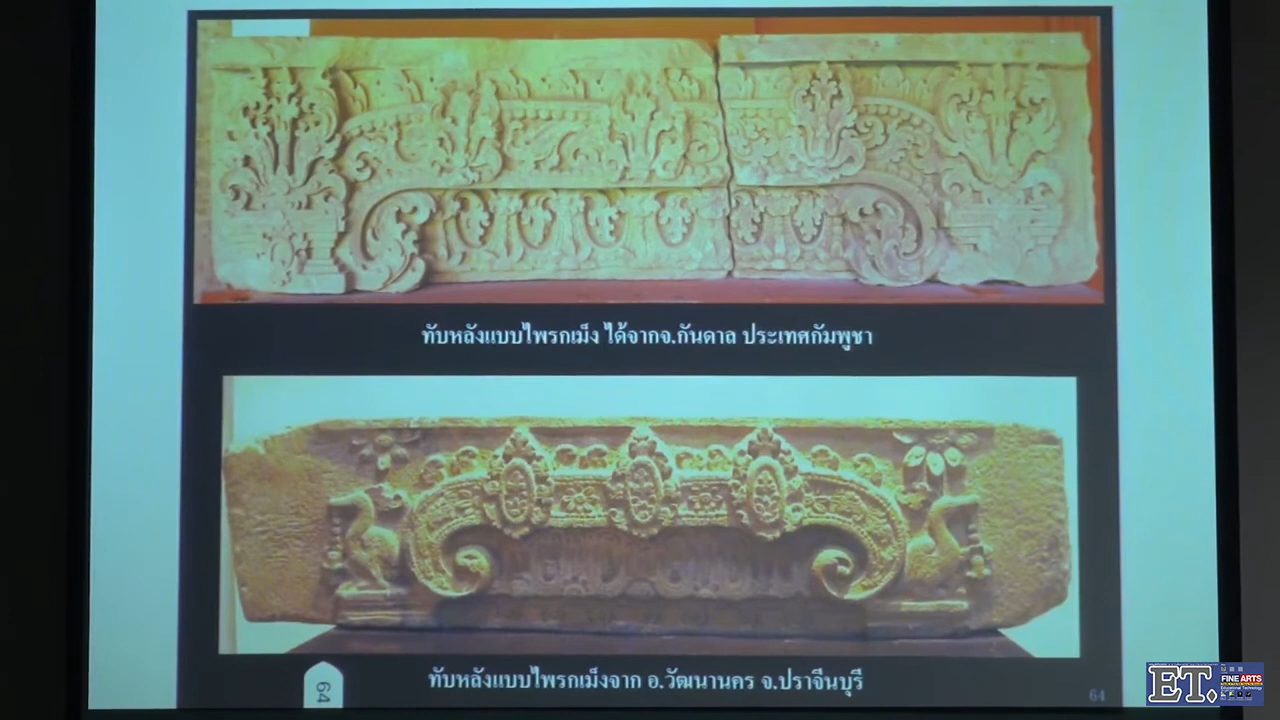 ทับหลังแบบไพรกเม็ง ได้จากจ.กันดาล ประเทศกัมพูชา
ทับหลังแบบไพรกเม็งจาก อ.วัฒนานคร จ.ปราจีนบุรี
64
64
ET.
FINE ARTS
Educational Technology